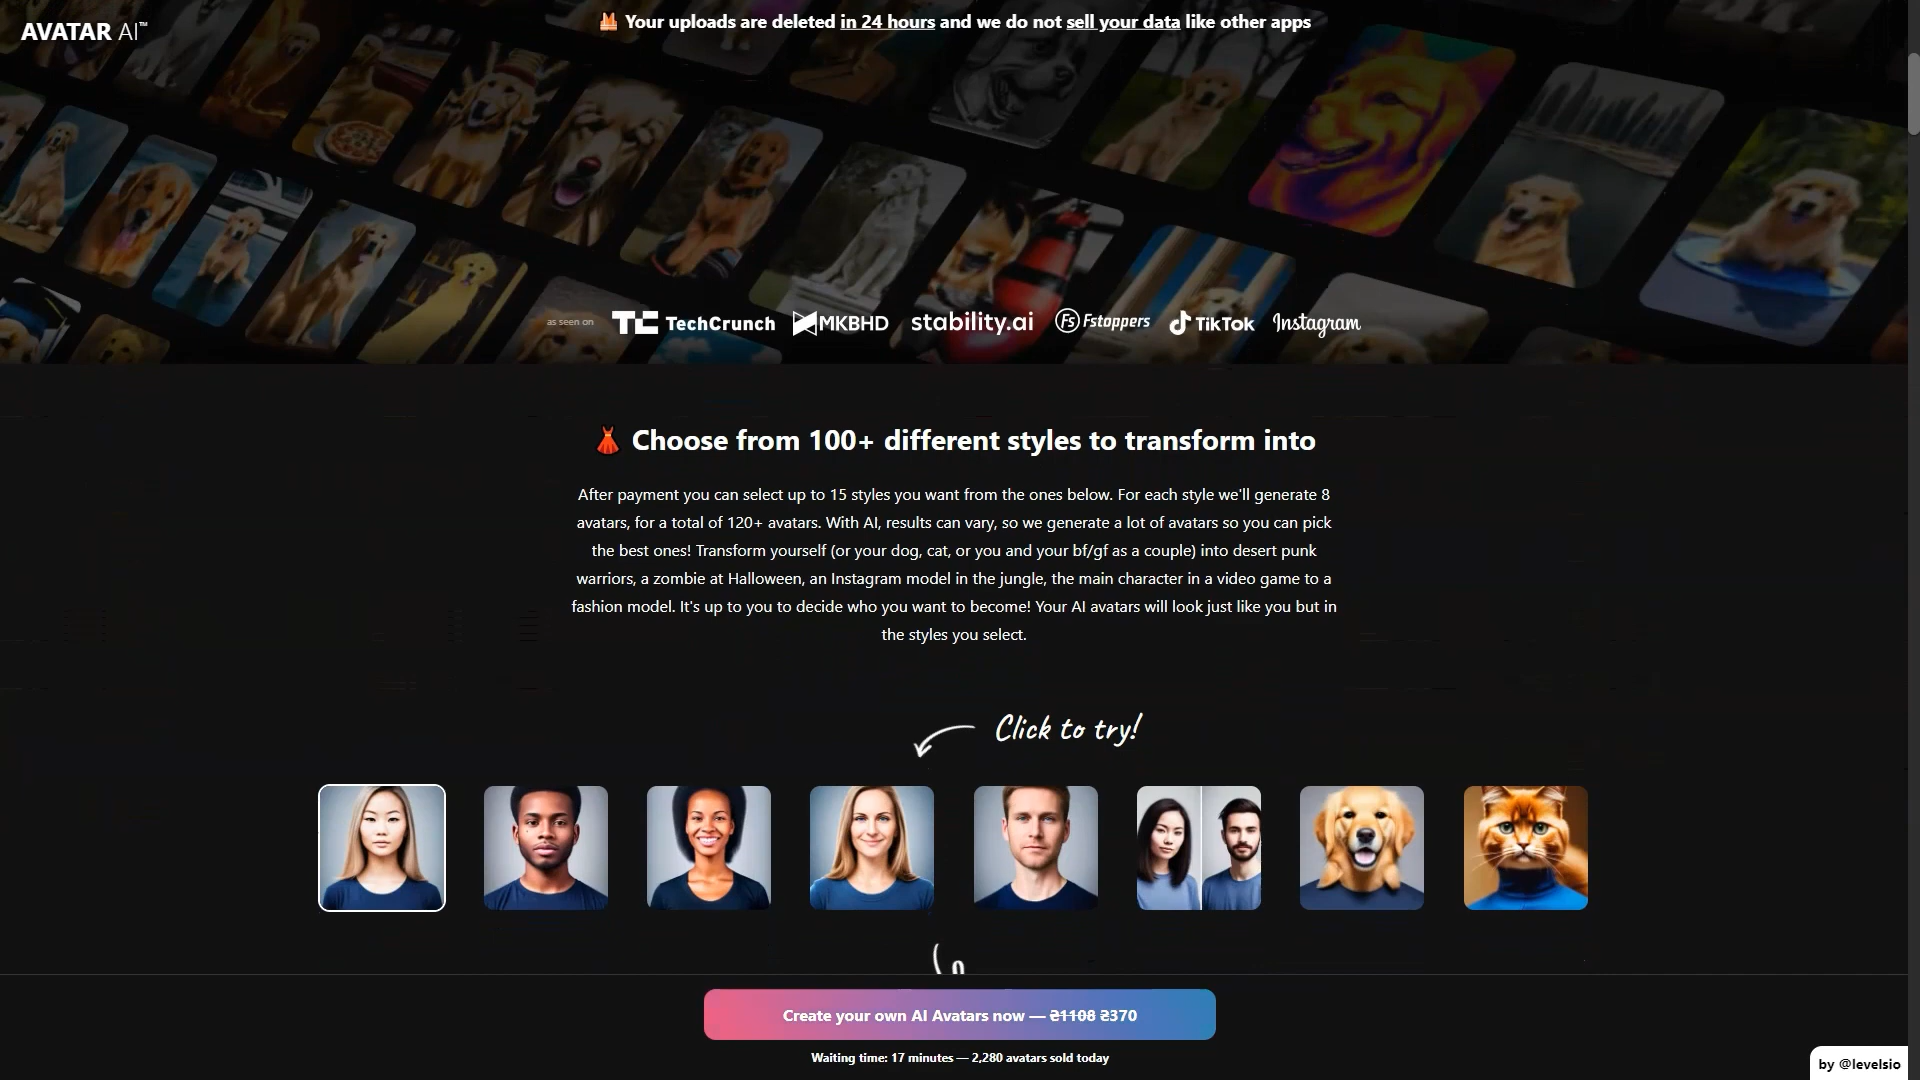 AVATAR AI™
Your uploads are deleted in 24 hours and we do not sell your data like other apps
as seen on TC TechCrunch MKBHD stability.ai Fs Fstoppers TikTok Instagram
Choose from 100+ different styles to transform into
After payment you can select up to 15 styles you want from the ones below. For each style we'll generate 8
avatars, for a total of 120+ avatars. With AI, results can vary, so we generate a lot of avatars so you can pick
the best ones! Transform yourself (or your dog, cat, or you and your bf/gf as a couple) into desert punk
warriors, a zombie at Halloween, an Instagram model in the jungle, the main character in a video game to a
fashion model. It's up to you to decide who you want to become! Your AI avatars will look just like you but in
the styles you select.
Click to try!
Create your own AI Avatars now — ₴1108 ₴370
Waiting time: 17 minutes — 2,280 avatars sold today
by @levelsio